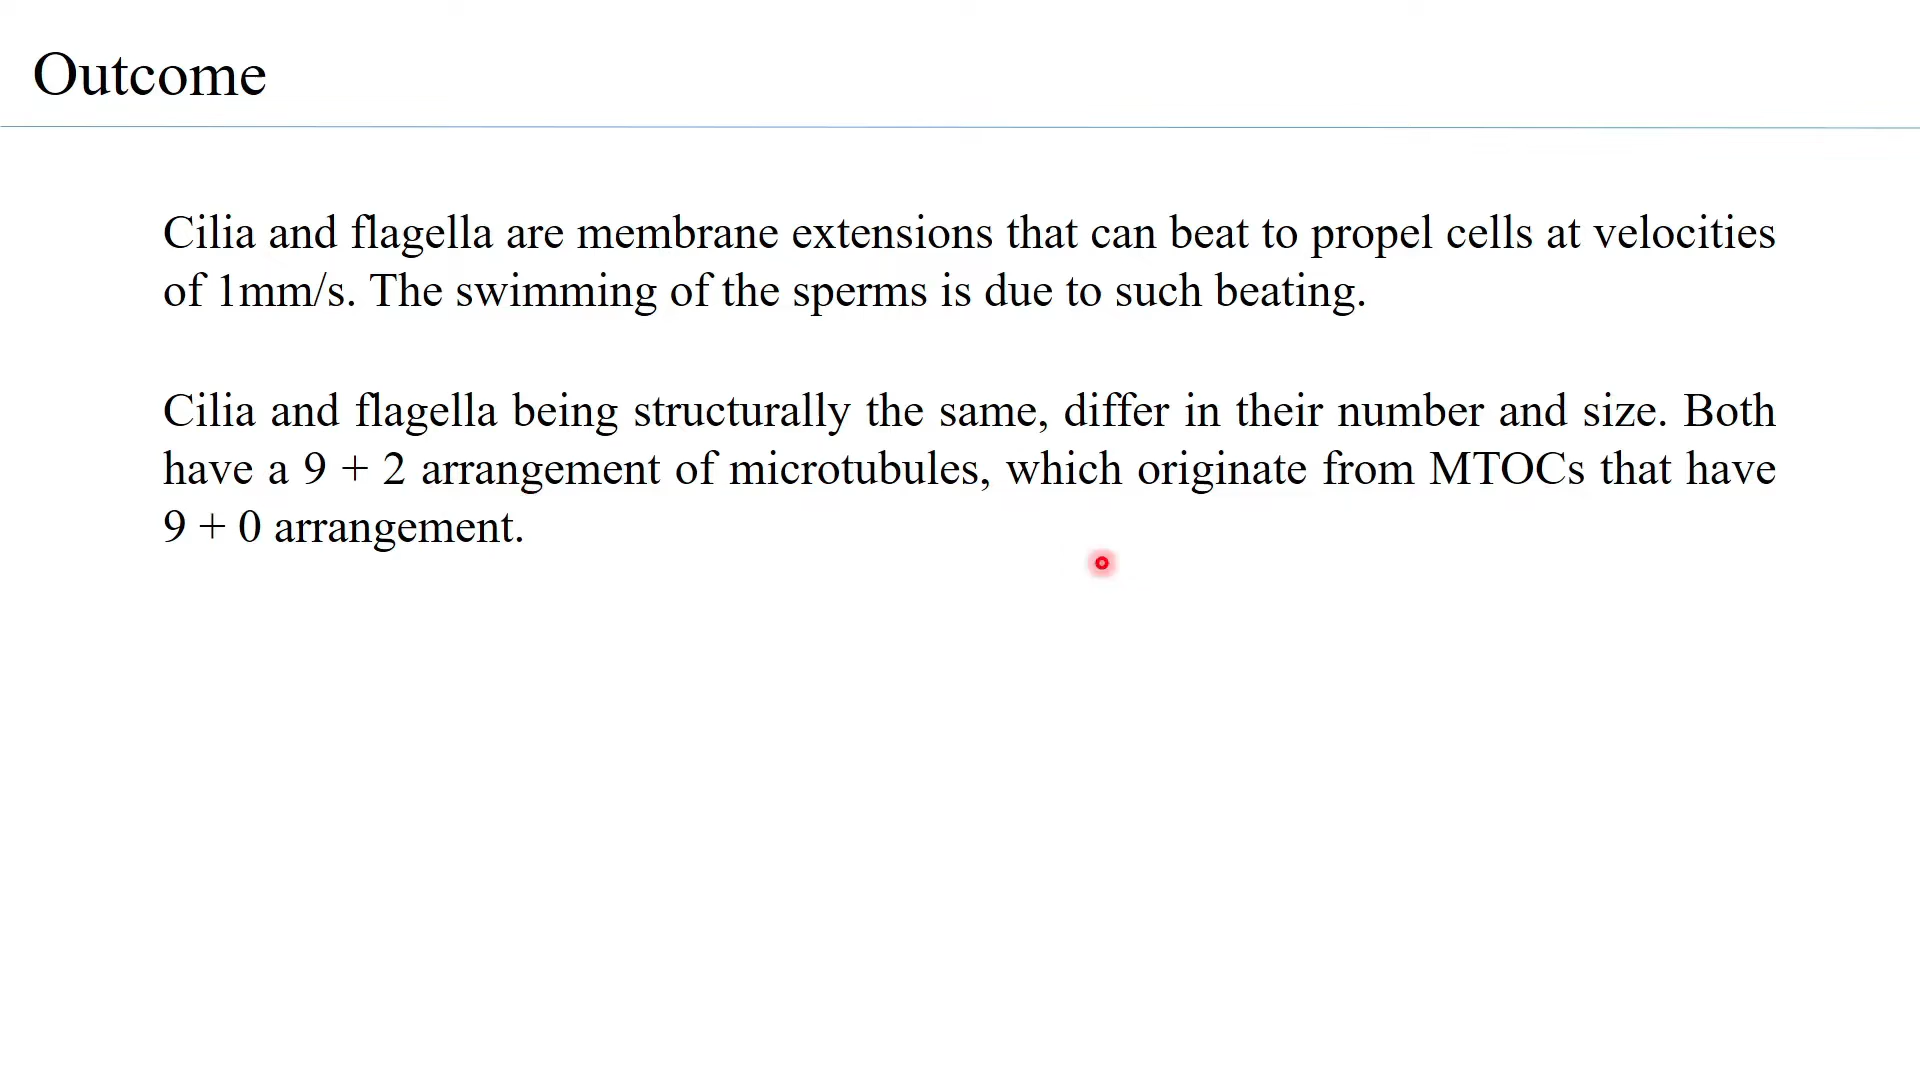 Outcome
Cilia and flagella are membrane extensions that can beat to propel cells at velocities
of 1mm/s. The swimming of the sperms is due to such beating.
Cilia and flagella being structurally the same, differ in their number and size. Both
have a 9 + 2 arrangement of microtubules, which originate from MTOCs that have
9 + 0 arrangement.